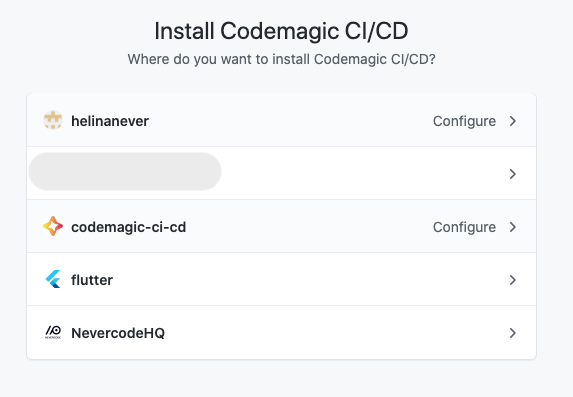 Install Codemagic CI/CD
Where do you want to install Codemagic CI/CD?
helinanever Configure
codemagic-ci-cd Configure
flutter
NEVERCODE NevercodeHQ